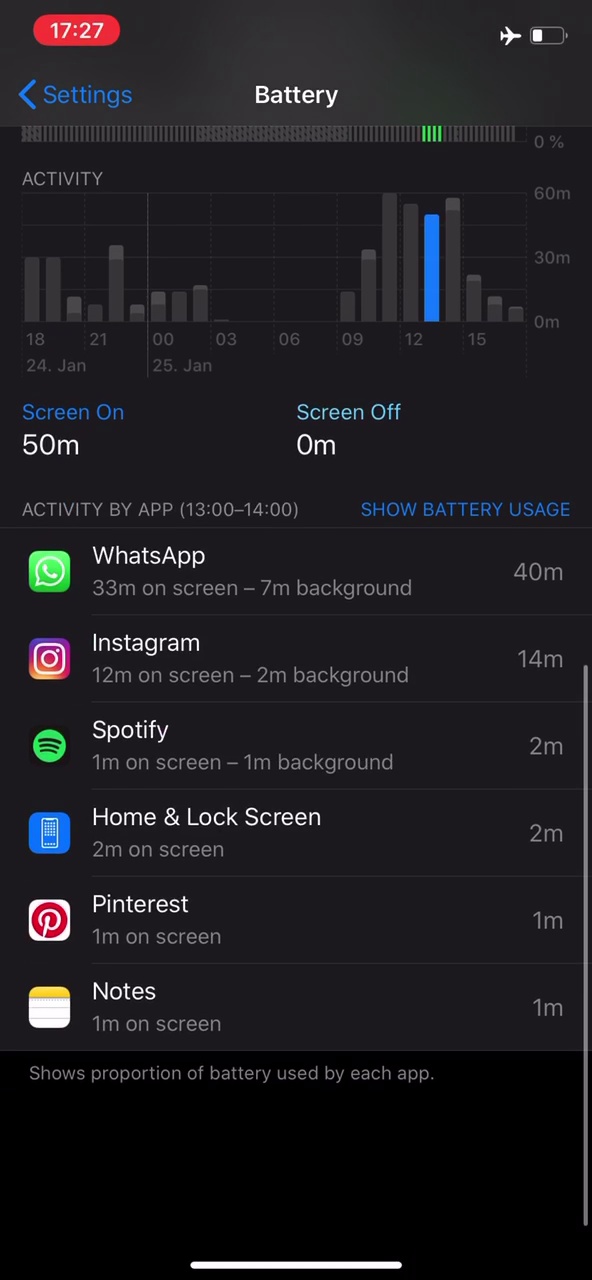 17:27
Settings
Battery
0 %
ACTIVITY
60m
30m
0m
18 21 00 03 06 09 12 15
24. Jan 25. Jan
Screen On Screen Off
50m 0m
ACTIVITY BY APP (13:00–14:00) SHOW BATTERY USAGE
WhatsApp
33m on screen – 7m background
40m
Instagram
12m on screen – 2m background
14m
Spotify
1m on screen – 1m background
2m
Home & Lock Screen
2m on screen
2m
Pinterest
1m on screen
1m
Notes
1m on screen
1m
Shows proportion of battery used by each app.